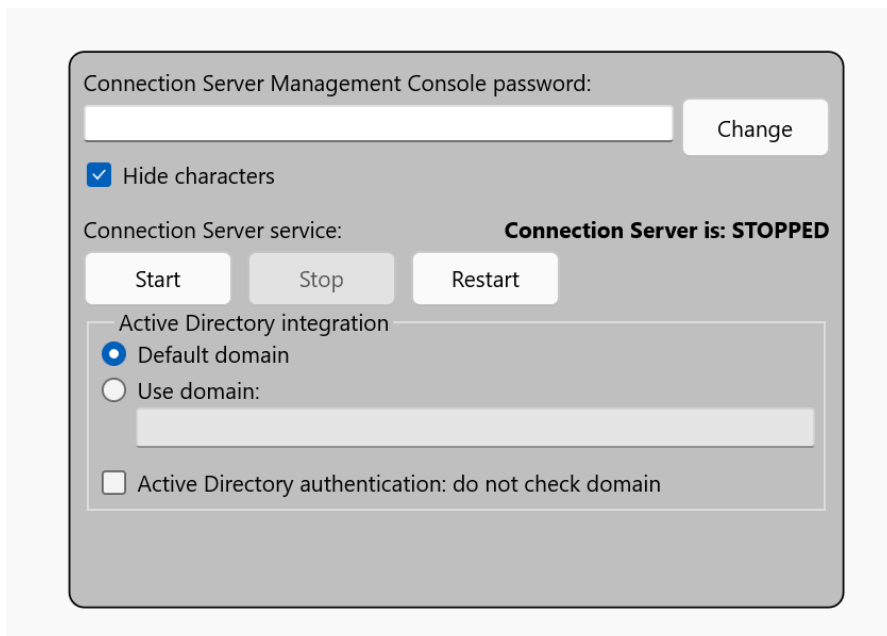 Connection Server Management Console password:
Change
Hide characters
Connection Server service:
Connection Server is: STOPPED
Start
Stop
Restart
Active Directory integration
Default domain
Use domain:
Active Directory authentication: do not check domain